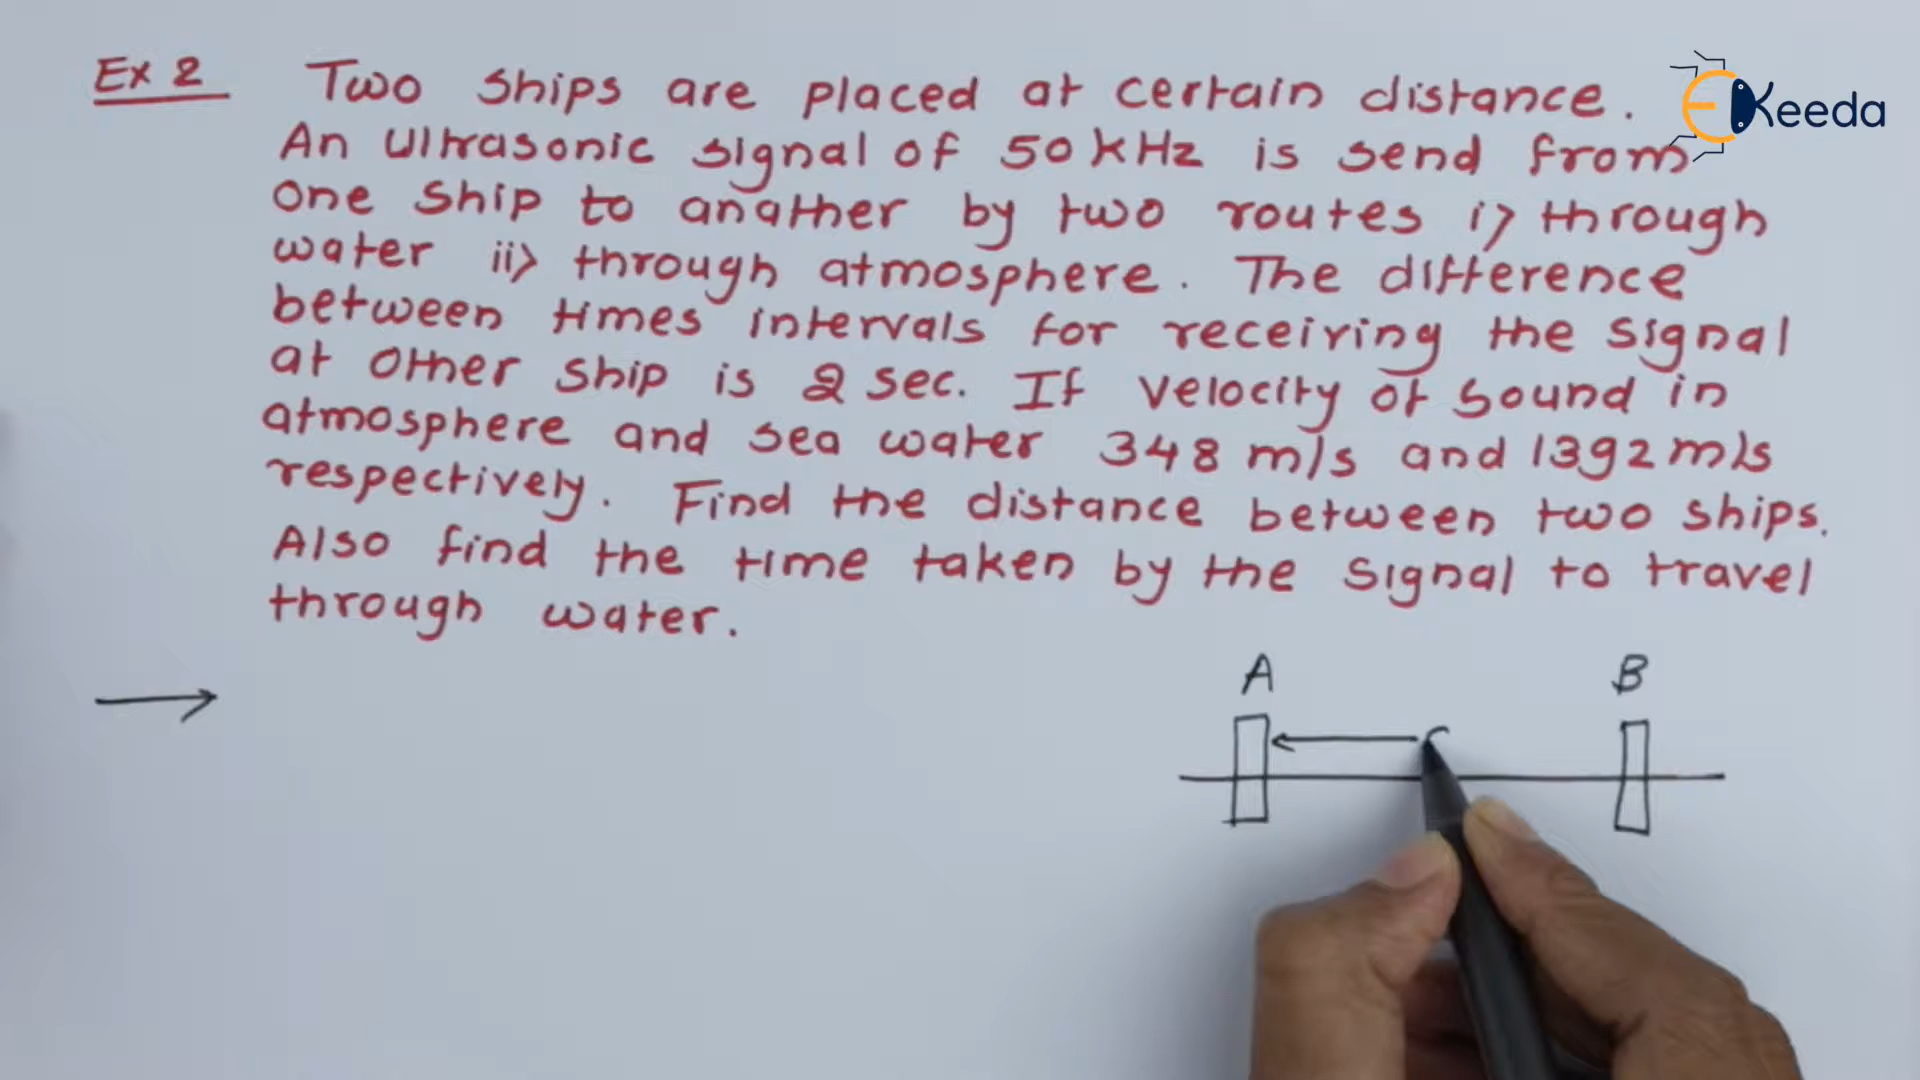 Ex 2 Two ships are placed at certain distance.
An ultrasonic signal of 50 kHz is send from
one ship to anather by two routes i> through
water ii> through atmosphere. The difference
between times intervals for receiving the signal
at other ship is 2 sec. If velocity of sound in
atmosphere and sea water 348 m/s and 1392 m/s
respectively. Find the distance between two ships.
Also find the time taken by the signal to travel
through water.
A B
EKeeda